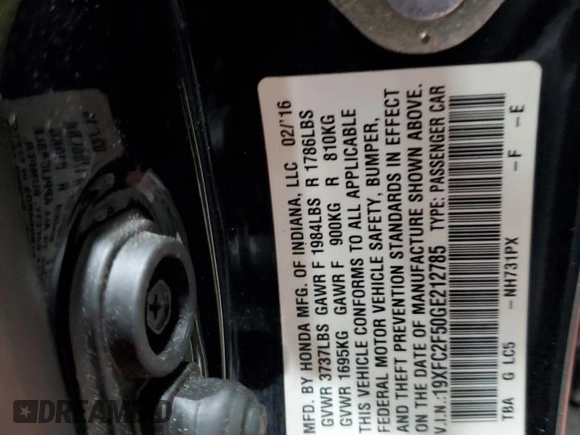 MFD. BY HONDA MFG. OF INDIANA, LLC 02/'16
GVWR 3737LBS GAWR F 1984LBS R 1786LBS
GVWR 1695KG GAWR F 900KG R 810KG
THIS VEHICLE CONFORMS TO ALL APPLICABLE
FEDERAL MOTOR VEHICLE SAFETY, BUMPER,
AND THEFT PREVENTION STANDARDS IN EFFECT
ON THE DATE OF MANUFACTURE SHOWN ABOVE.
V.I.N.:19XFC2F50GE212785 TYPE: PASSENGER CAR
TBA G LC5 -NH731PX -F -E
DREAMBID